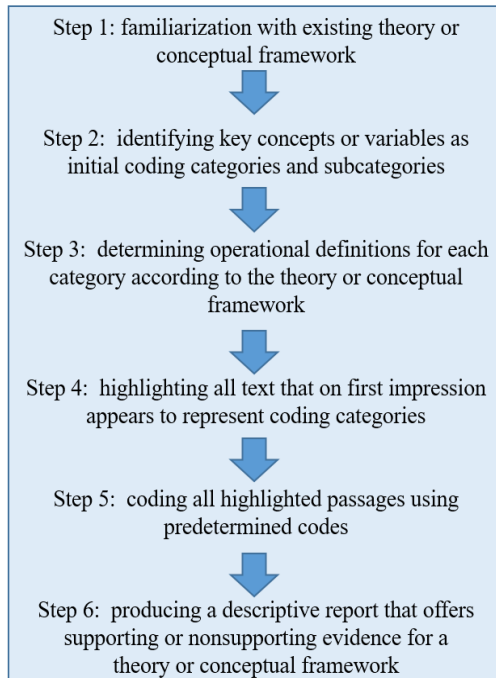 Step 1: familiarization with existing theory or
conceptual framework
Step 2: identifying key concepts or variables as
initial coding categories and subcategories
Step 3: determining operational definitions for each
category according to the theory or conceptual
framework
Step 4: highlighting all text that on first impression
appears to represent coding categories
Step 5: coding all highlighted passages using
predetermined codes
Step 6: producing a descriptive report that offers
supporting or nonsupporting evidence for a
theory or conceptual framework